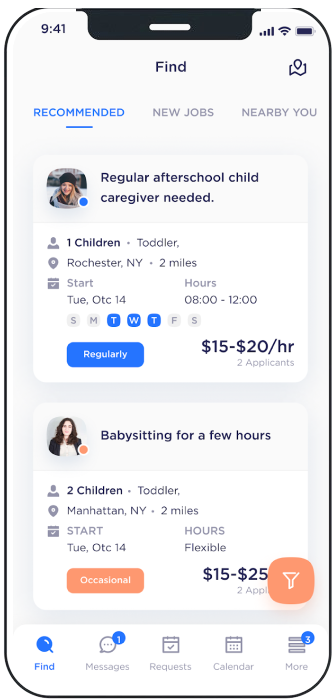 9:41
Find
RECOMMENDED NEW JOBS NEARBY YOU
Regular afterschool child
caregiver needed.
1 Children • Toddler,
Rochester, NY • 2 miles
Start Hours
Tue, Otc 14 08:00 - 12:00
S M T W T F S
Regularly $15-$20/hr
2 Applicants
Babysitting for a few hours
2 Children • Toddler,
Manhattan, NY • 2 miles
START HOURS
Tue, Otc 14 Flexible
Occasional $15-$25
2 Appl
1 3
Find Messages Requests Calendar More